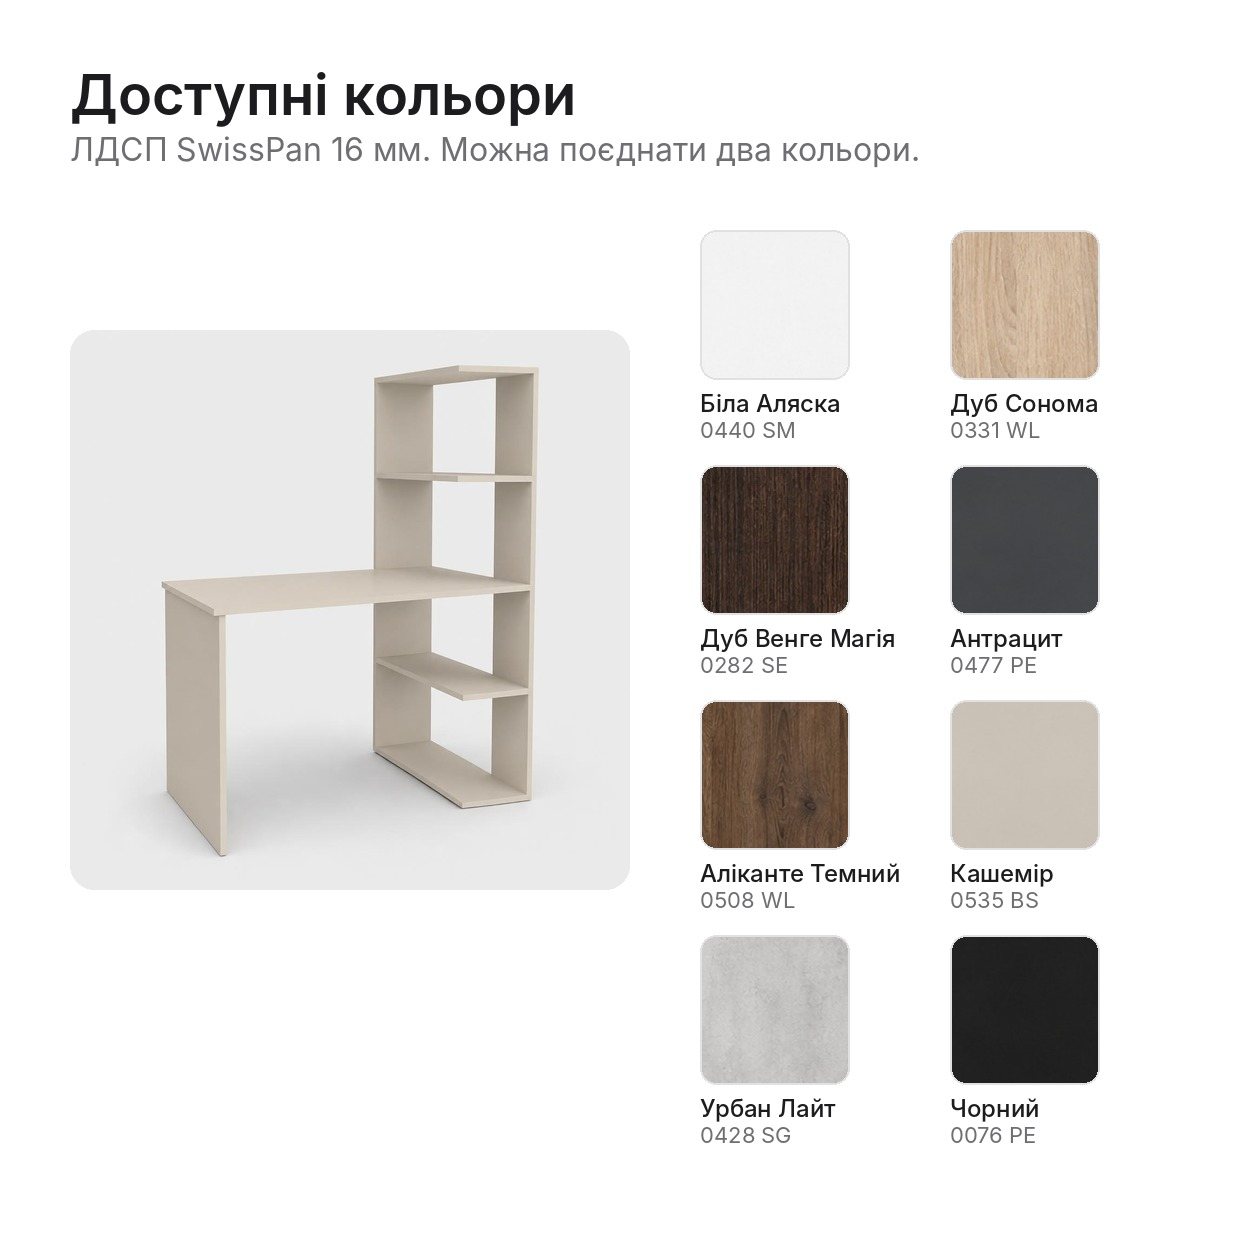 Доступні кольори
ЛДСП SwissPan 16 мм. Можна поєднати два кольори.
Біла Аляска
0440 SM
Дуб Сонома
0331 WL
Дуб Венге Магія
0282 SE
Антрацит
0477 PE
Аліканте Темний
0508 WL
Кашемір
0535 BS
Урбан Лайт
0428 SG
Чорний
0076 PE